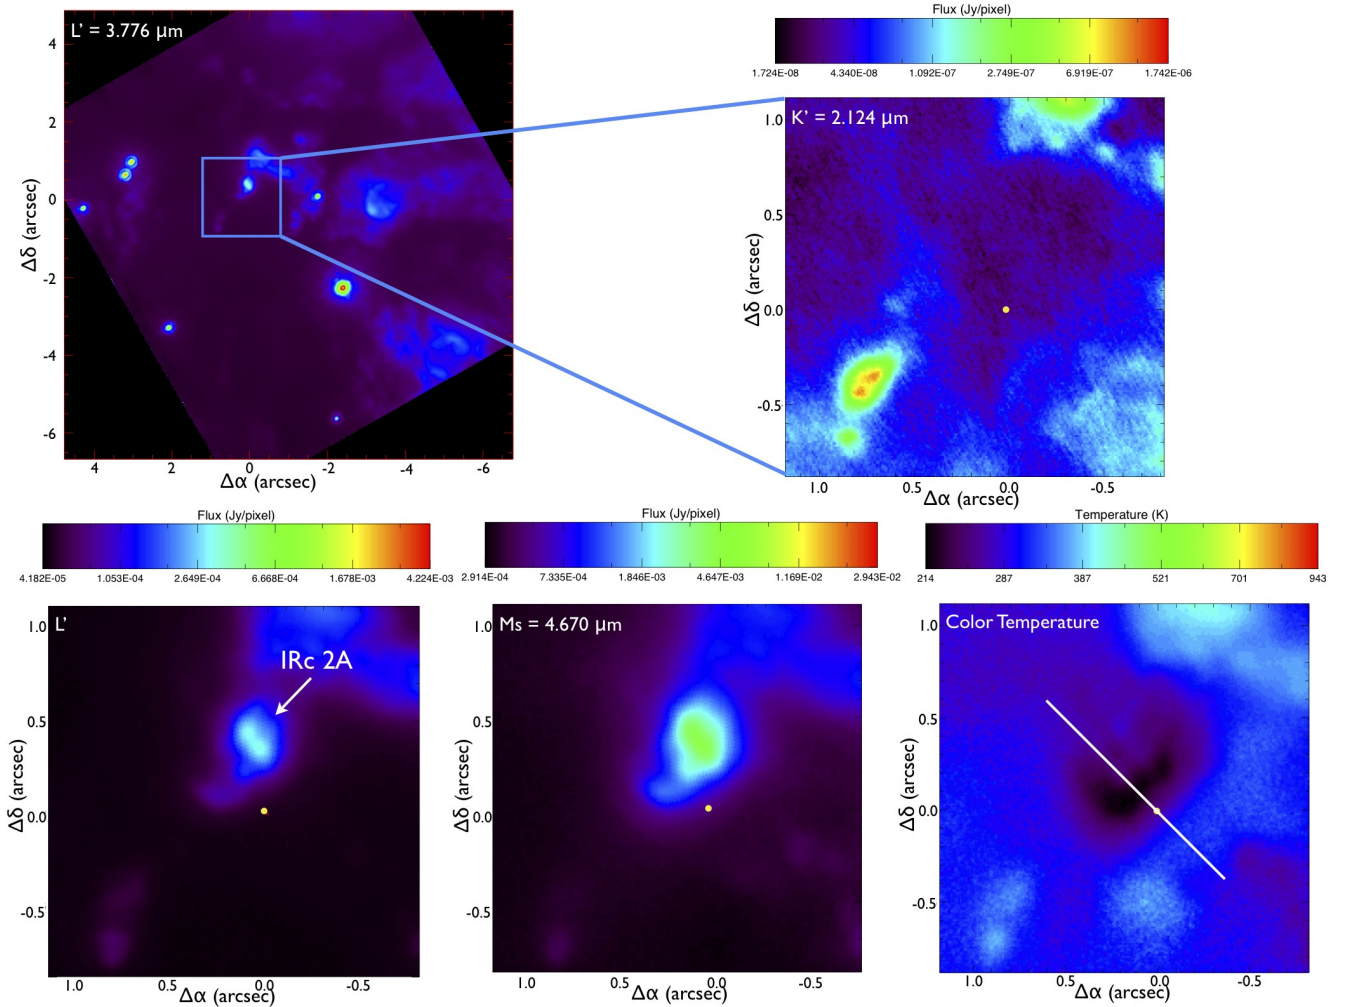 L' = 3.776 µm
4
2
0
-2
-4
-6
Δδ (arcsec)
4 2 0 -2 -4 -6
Δα (arcsec)
Flux (Jy/pixel)
1.724E-08 4.340E-08 1.092E-07 2.749E-07 6.919E-07 1.742E-06
K' = 2.124 µm
1.0
0.5
0.0
-0.5
Δδ (arcsec)
1.0 0.5 0.0 -0.5
Δα (arcsec)
Flux (Jy/pixel)
4.182E-05 1.053E-04 2.649E-04 6.668E-04 1.678E-03 4.224E-03
L'
IRc 2A
1.0
0.5
0.0
-0.5
Δδ (arcsec)
1.0 0.5 0.0 -0.5
Δα (arcsec)
Flux (Jy/pixel)
2.914E-04 7.335E-04 1.846E-03 4.647E-03 1.169E-02 2.943E-02
Ms = 4.670 µm
1.0
0.5
0.0
-0.5
Δδ (arcsec)
1.0 0.5 0.0 -0.5
Δα (arcsec)
Temperature (K)
214 287 387 521 701 943
Color Temperature
1.0
0.5
0.0
-0.5
Δδ (arcsec)
1.0 0.5 0.0 -0.5
Δα (arcsec)